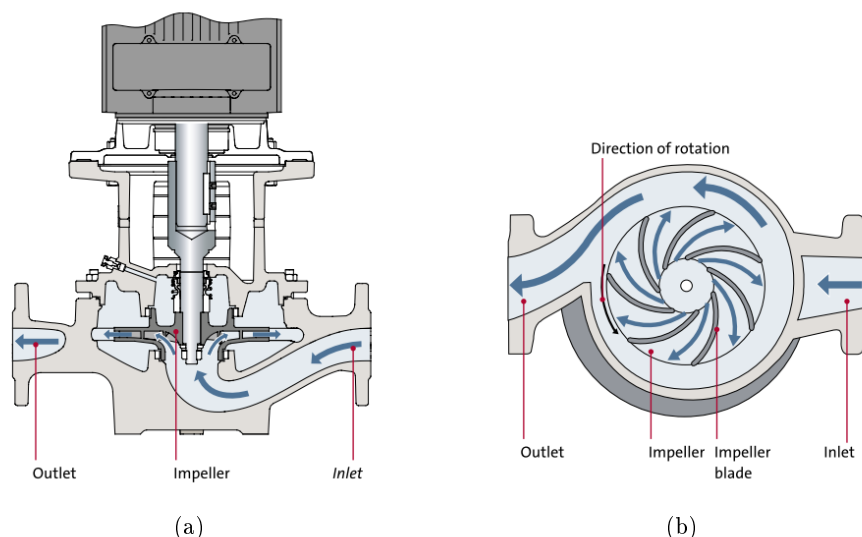 Direction of rotation
Outlet
Impeller
Inlet
Outlet
Impeller
Impeller
blade
Inlet
(a)
(b)